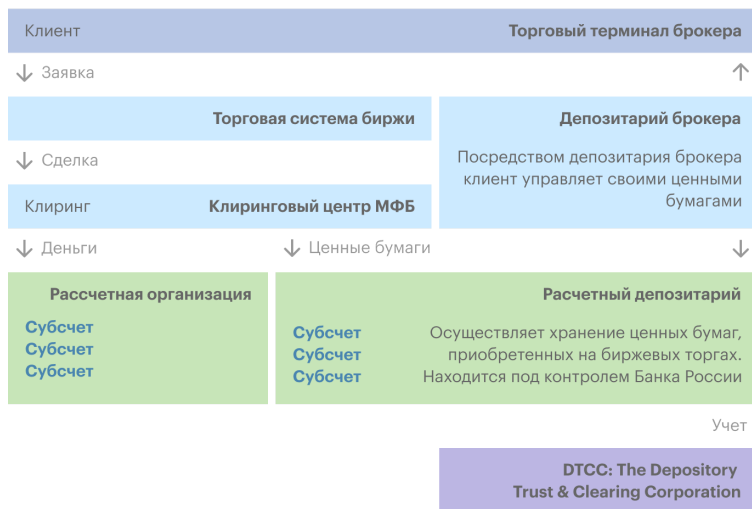 Клиент
Торговый терминал брокера
Заявка
Торговая система биржи
Депозитарий брокера
Посредством депозитария брокера
клиент управляет своими ценными
бумагами
Сделка
Клиринг
Клиринговый центр МФБ
Деньги
Ценные бумаги
Рассчетная организация
Субсчет
Субсчет
Субсчет
Расчетный депозитарий
Субсчет
Субсчет
Субсчет
Осуществляет хранение ценных бумаг,
приобретенных на биржевых торгах.
Находится под контролем Банка России
Учет
DTCC: The Depository
Trust & Clearing Corporation